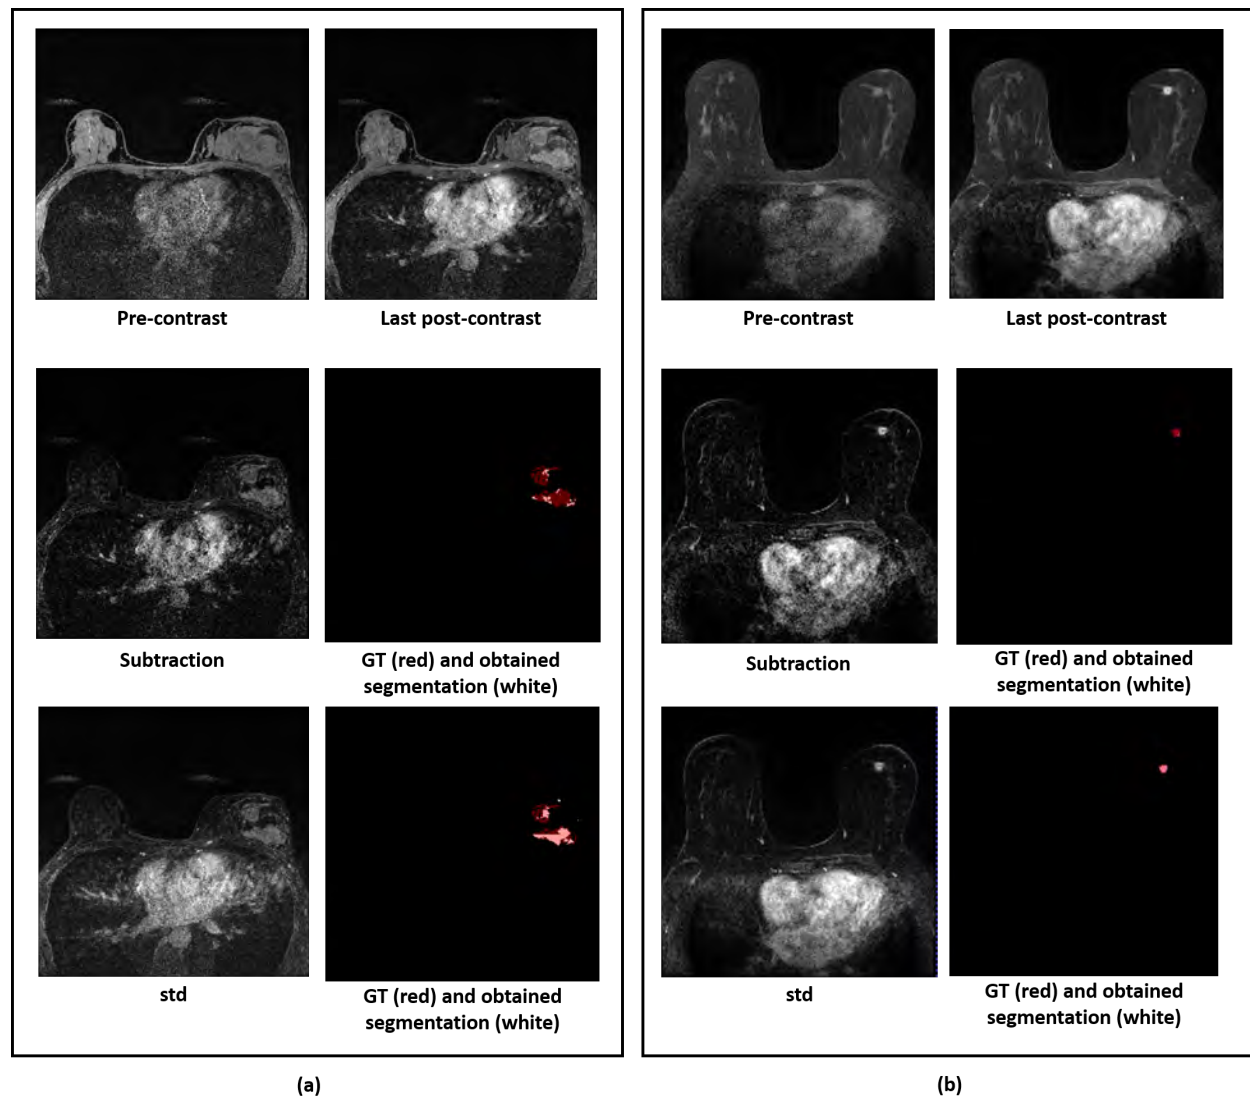 Pre-contrast
Last post-contrast
Subtraction
GT (red) and obtained
segmentation (white)
std
GT (red) and obtained
segmentation (white)
(a)
Pre-contrast
Last post-contrast
Subtraction
GT (red) and obtained
segmentation (white)
std
GT (red) and obtained
segmentation (white)
(b)